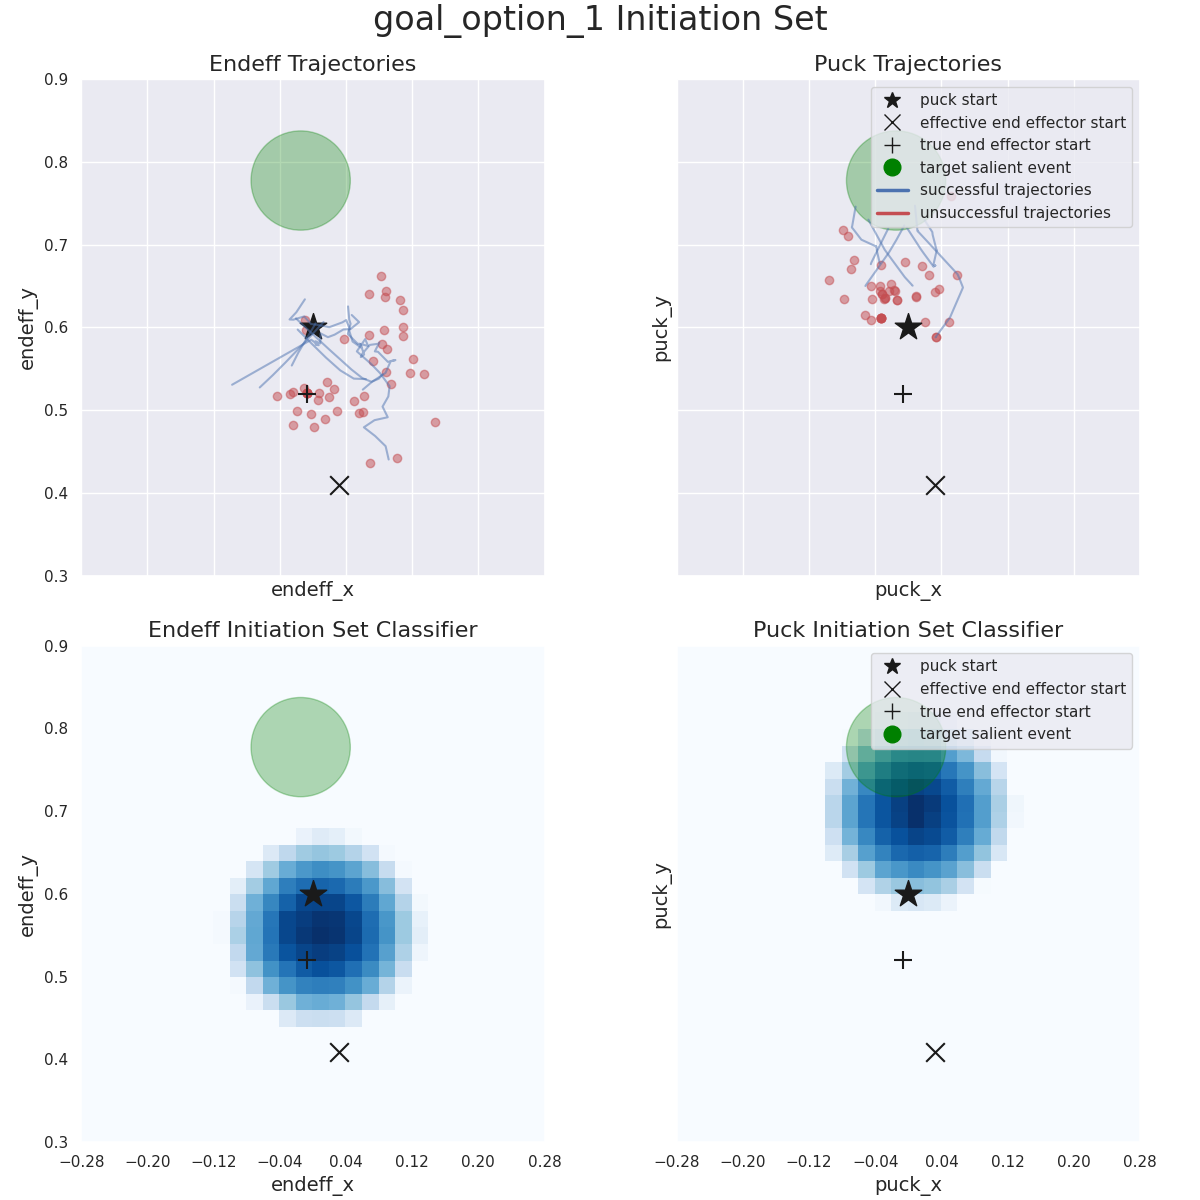 goal_option_1 Initiation Set
Endeff Trajectories
0.9
0.8
0.7
0.6
0.5
0.4
0.3
endeff_y
endeff_x
Puck Trajectories
puck start
effective end effector start
true end effector start
target salient event
successful trajectories
unsuccessful trajectories
puck_y
puck_x
Endeff Initiation Set Classifier
0.9
0.8
0.7
0.6
0.5
0.4
0.3
endeff_y
−0.28 −0.20 −0.12 −0.04 0.04 0.12 0.20 0.28
endeff_x
Puck Initiation Set Classifier
puck start
effective end effector start
true end effector start
target salient event
puck_y
−0.28 −0.20 −0.12 −0.04 0.04 0.12 0.20 0.28
puck_x